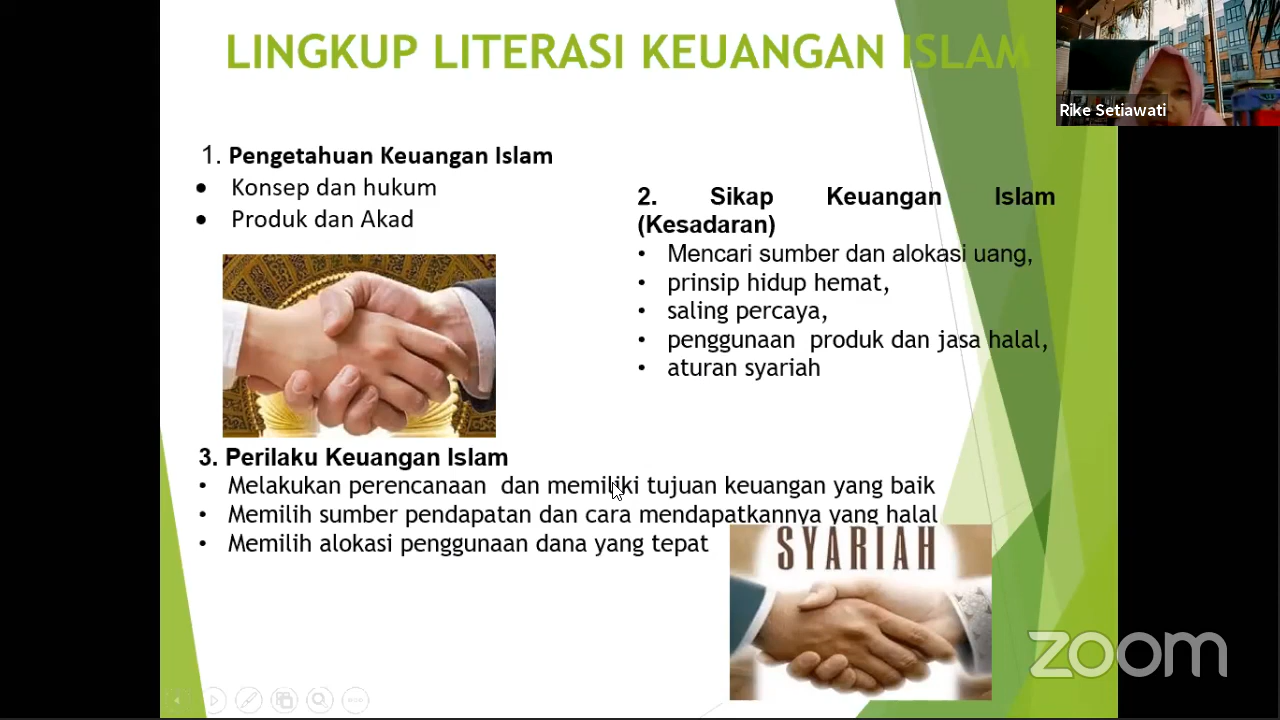 LINGKUP LITERASI KEUANGAN ISLAM
Rike Setiawati
1. Pengetahuan Keuangan Islam
• Konsep dan hukum
• Produk dan Akad
2. Sikap Keuangan Islam
(Kesadaran)
• Mencari sumber dan alokasi uang,
• prinsip hidup hemat,
• saling percaya,
• penggunaan produk dan jasa halal,
• aturan syariah
3. Perilaku Keuangan Islam
• Melakukan perencanaan dan memiliki tujuan keuangan yang baik
• Memilih sumber pendapatan dan cara mendapatkannya yang halal
• Memilih alokasi penggunaan dana yang tepat
SYARIAH
zoom